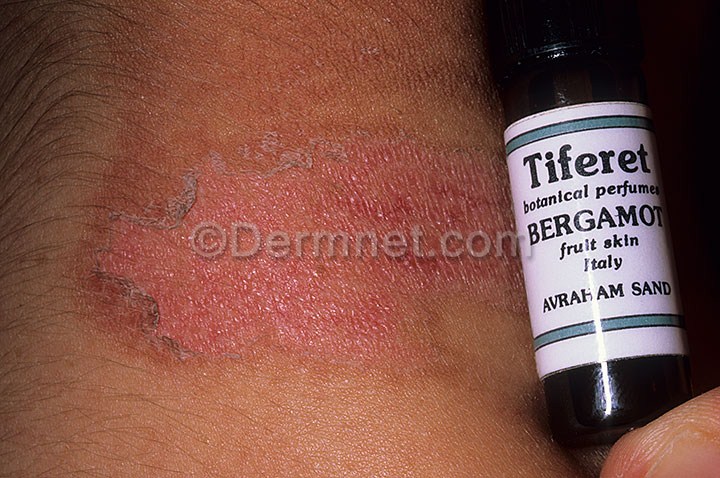 ©Dermnet.com
Tiferet
botanical perfumes
BERGAMOT
fruit skin
Italy
AVRAHAM SAND